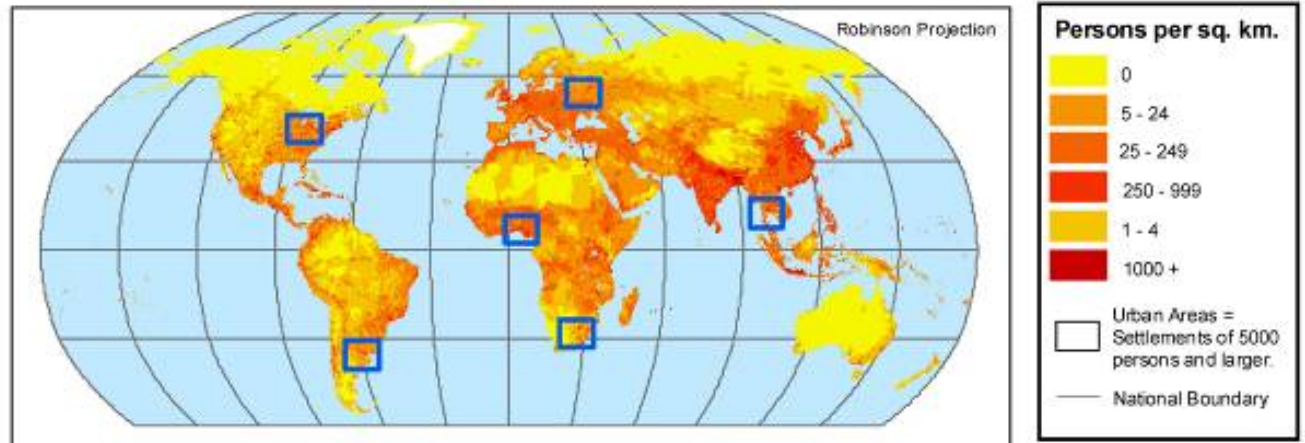 Robinson Projection
Persons per sq. km.
0
5 - 24
25 - 249
250 - 999
1 - 4
1000 +
Urban Areas =
Settlements of 5000
persons and larger.
National Boundary